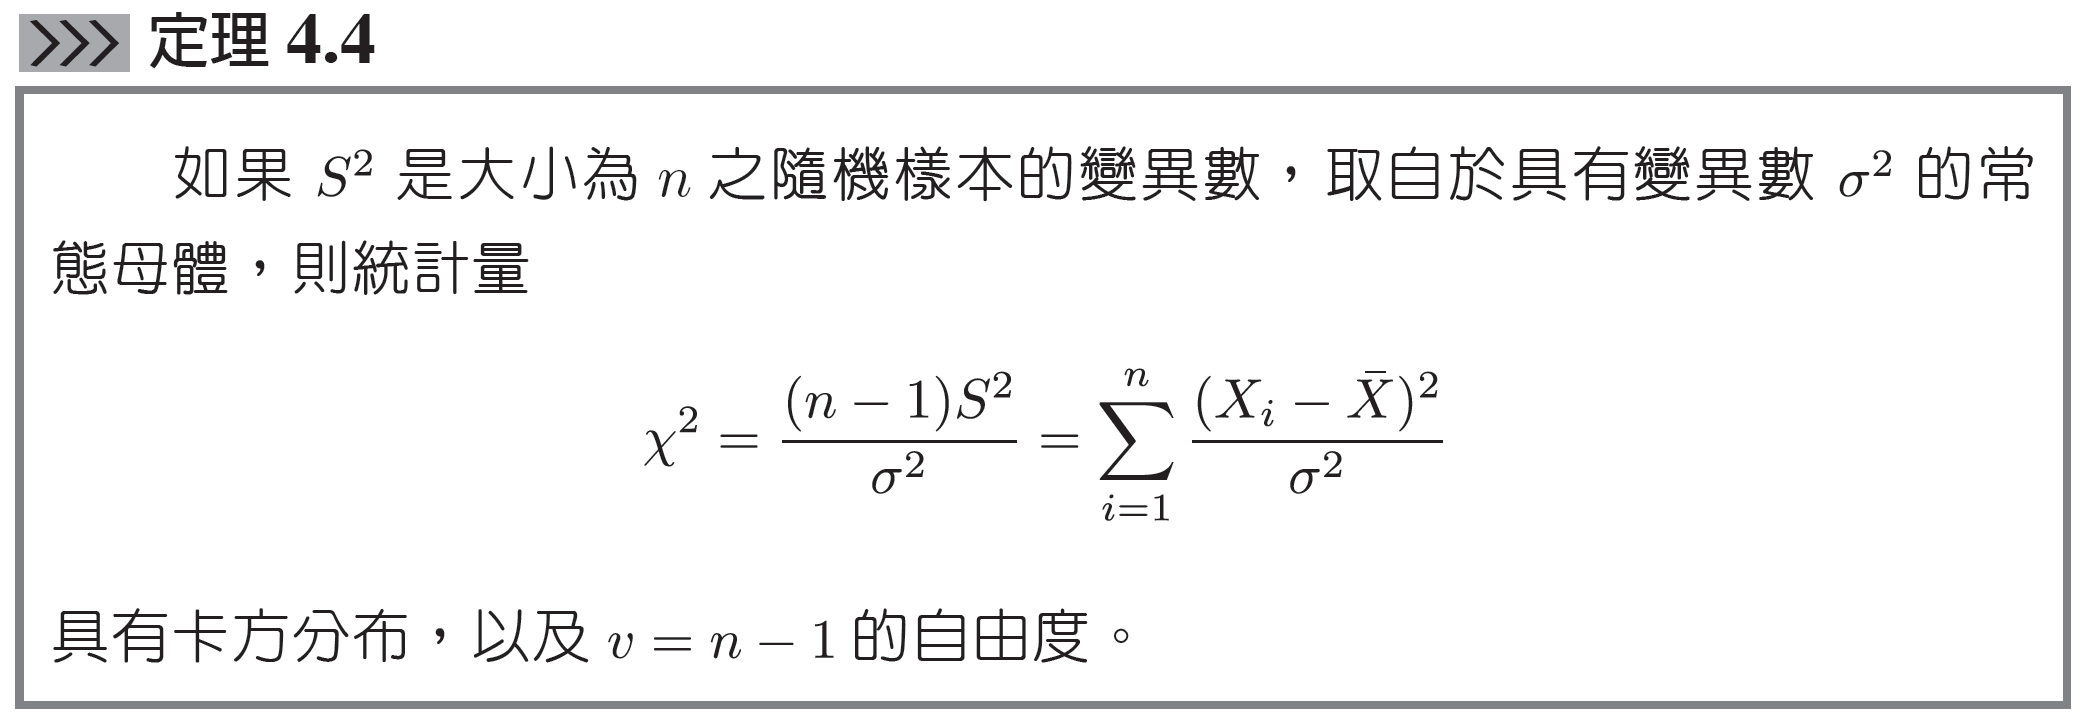 定理 4.4
如果 S² 是大小為 n 之隨機樣本的變異數，取自於具有變異數 σ² 的常
態母體，則統計量
χ² = (n − 1)S² / σ² = ∑_{i=1}^{n} (X_i − X̄)² / σ²
具有卡方分布，以及 v = n − 1 的自由度。